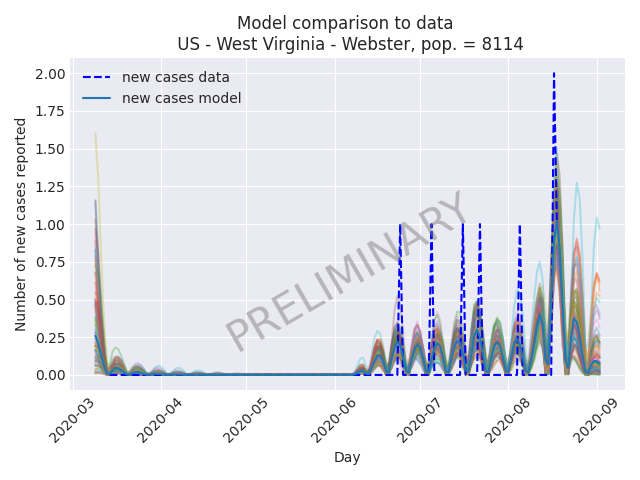 Model comparison to data
US - West Virginia - Webster, pop. = 8114
new cases data
new cases model
Number of new cases reported
2.00
1.75
1.50
1.25
1.00
0.75
0.50
0.25
0.00
PRELIMINARY
2020-03
2020-04
2020-05
2020-06
2020-07
2020-08
2020-09
Day